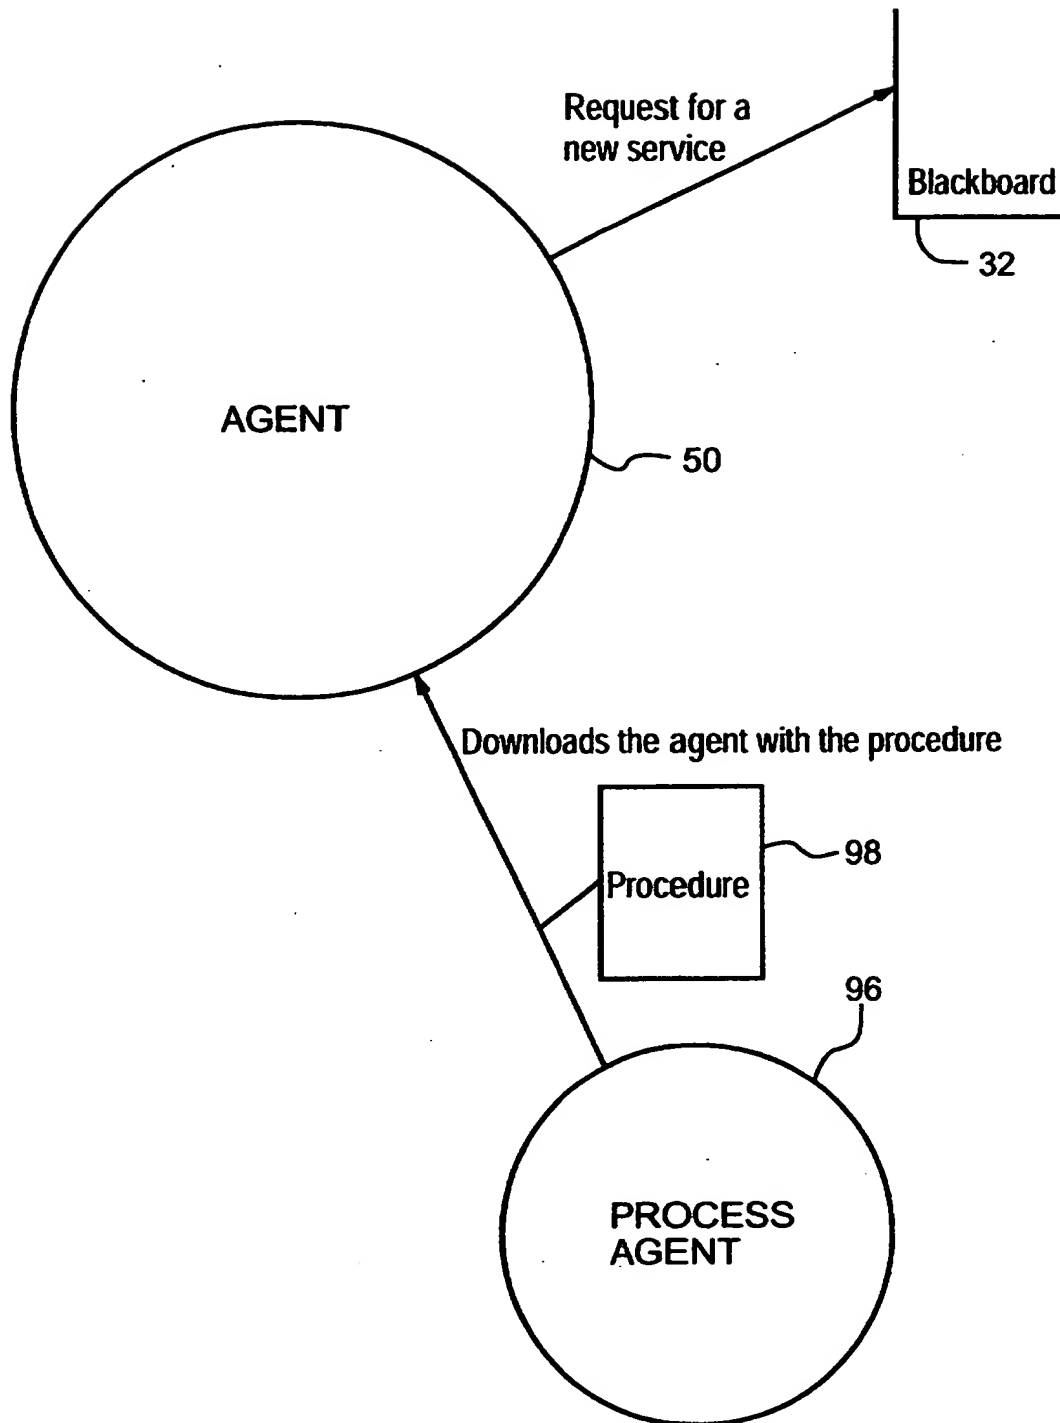 Request for a
new service
Blackboard
32
AGENT
50
Downloads the agent with the procedure
Procedure
98
96
PROCESS
AGENT